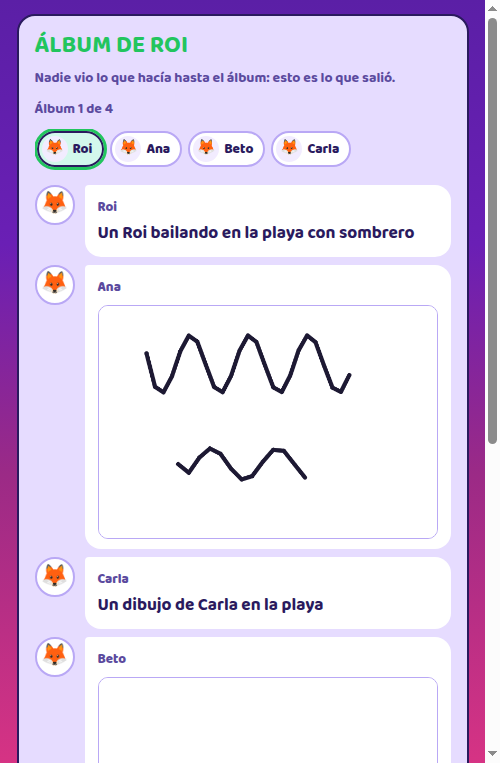 ÁLBUM DE ROI
Nadie vio lo que hacía hasta el álbum: esto es lo que salió.
Álbum 1 de 4
Roi Ana Beto Carla
Roi
Un Roi bailando en la playa con sombrero
Ana
Carla
Un dibujo de Carla en la playa
Beto